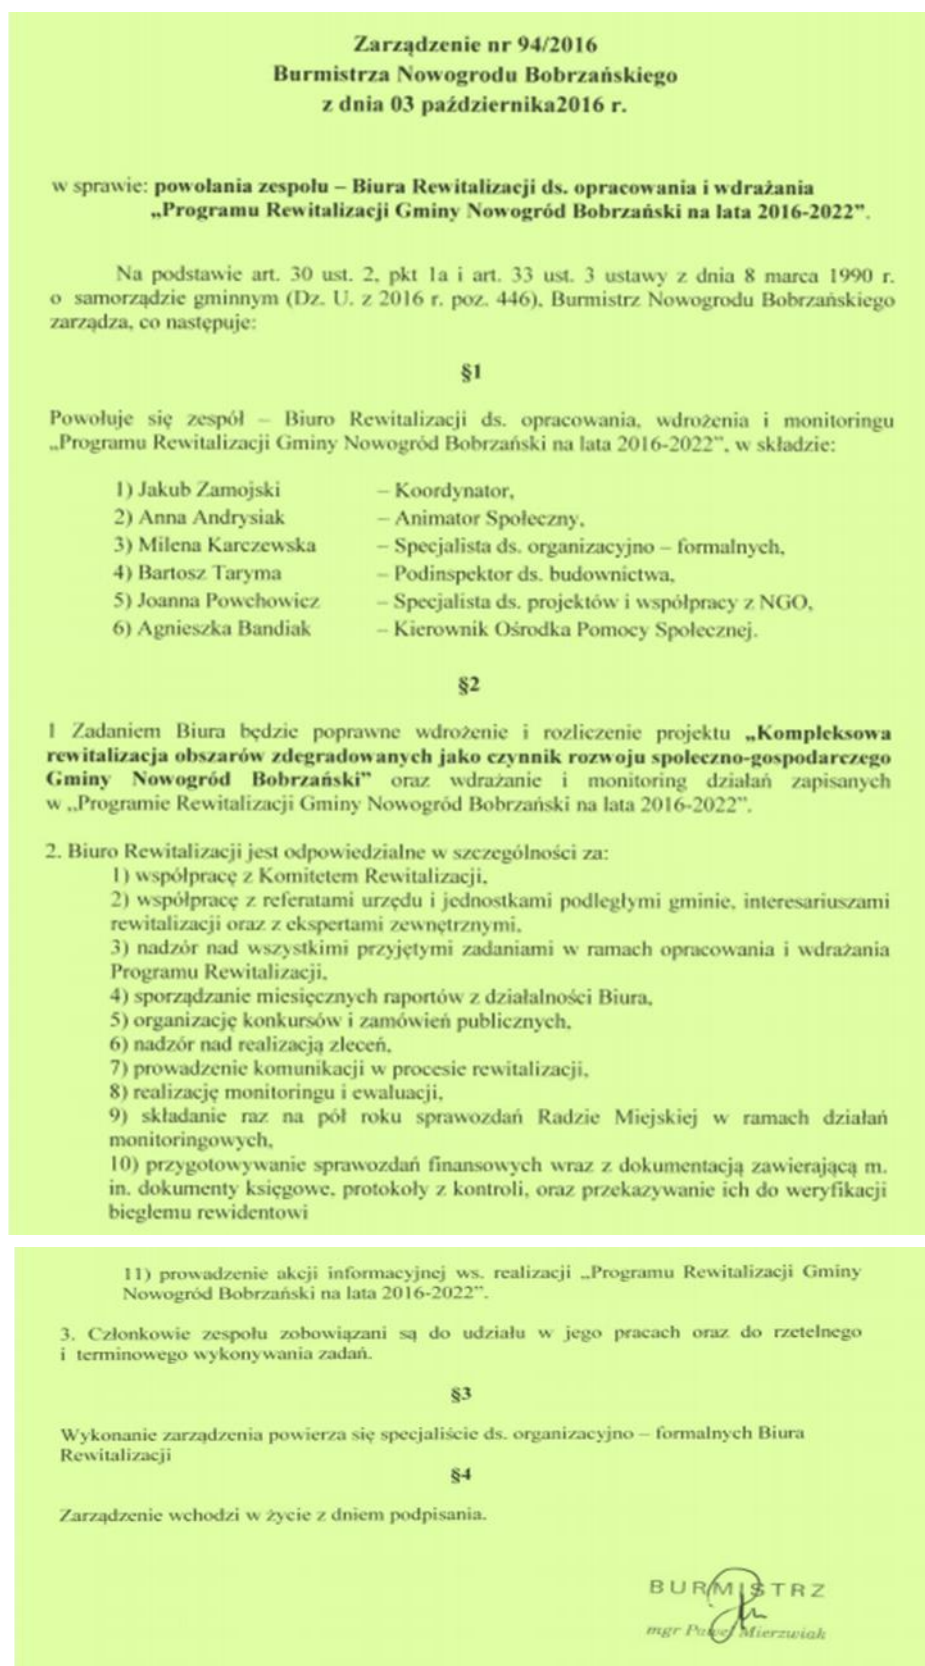 Zarządzenie nr 94/2016
Burmistrza Nowogrodu Bobrzańskiego
z dnia 03 października2016 r.
w sprawie: powołania zespołu – Biura Rewitalizacji ds. opracowania i wdrażania
„Programu Rewitalizacji Gminy Nowogród Bobrzański na lata 2016-2022”.
Na podstawie art. 30 ust. 2, pkt 1a i art. 33 ust. 3 ustawy z dnia 8 marca 1990 r.
o samorządzie gminnym (Dz. U. z 2016 r. poz. 446), Burmistrz Nowogrodu Bobrzańskiego
zarządza, co następuje:
§1
Powołuje się zespół – Biuro Rewitalizacji ds. opracowania, wdrożenia i monitoringu
„Programu Rewitalizacji Gminy Nowogród Bobrzański na lata 2016-2022”, w składzie:
1) Jakub Zamojski – Koordynator,
2) Anna Andrysiak – Animator Społeczny,
3) Milena Karczewska – Specjalista ds. organizacyjno – formalnych,
4) Bartosz Taryma – Podinspektor ds. budownictwa,
5) Joanna Powchowicz – Specjalista ds. projektów i współpracy z NGO,
6) Agnieszka Bandiak – Kierownik Ośrodka Pomocy Społecznej.
§2
1 Zadaniem Biura będzie poprawne wdrożenie i rozliczenie projektu „Kompleksowa
rewitalizacja obszarów zdegradowanych jako czynnik rozwoju społeczno-gospodarczego
Gminy Nowogród Bobrzański” oraz wdrażanie i monitoring działań zapisanych
w „Programie Rewitalizacji Gminy Nowogród Bobrzański na lata 2016-2022”.
2. Biuro Rewitalizacji jest odpowiedzialne w szczególności za:
1) współpracę z Komitetem Rewitalizacji,
2) współpracę z referatami urzędu i jednostkami podległymi gminie, interesariuszami
rewitalizacji oraz z ekspertami zewnętrznymi,
3) nadzór nad wszystkimi przyjętymi zadaniami w ramach opracowania i wdrażania
Programu Rewitalizacji,
4) sporządzanie miesięcznych raportów z działalności Biura,
5) organizację konkursów i zamówień publicznych,
6) nadzór nad realizacją zleceń,
7) prowadzenie komunikacji w procesie rewitalizacji,
8) realizację monitoringu i ewaluacji,
9) składanie raz na pół roku sprawozdań Radzie Miejskiej w ramach działań
monitoringowych,
10) przygotowywanie sprawozdań finansowych wraz z dokumentacją zawierającą m.
in. dokumenty księgowe, protokoły z kontroli, oraz przekazywanie ich do weryfikacji
biegłemu rewidentowi
11) prowadzenie akcji informacyjnej ws. realizacji „Programu Rewitalizacji Gminy
Nowogród Bobrzański na lata 2016-2022”.
3. Członkowie zespołu zobowiązani są do udziału w jego pracach oraz do rzetelnego
i terminowego wykonywania zadań.
§3
Wykonanie zarządzenia powierza się specjaliście ds. organizacyjno – formalnych Biura
Rewitalizacji
§4
Zarządzenie wchodzi w życie z dniem podpisania.
BURMISTRZ
mgr Paweł Mierzwiak